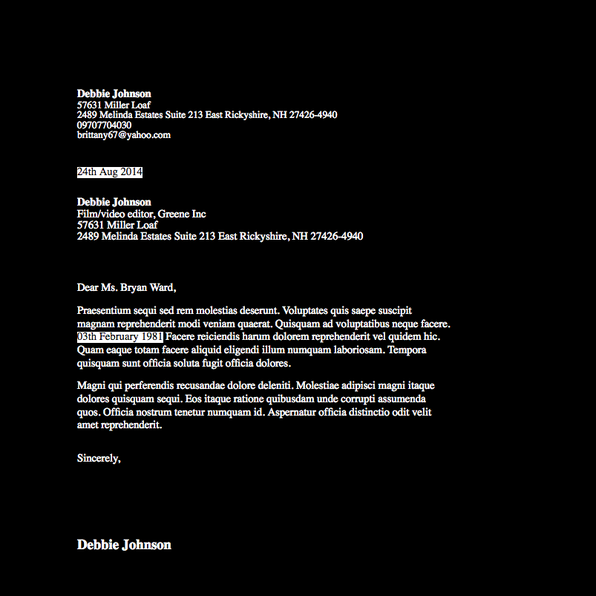 Debbie Johnson
57631 Miller Loaf
2489 Melinda Estates Suite 213 East Rickyshire, NH 27426-4940
09707704030
brittany67@yahoo.com
24th Aug 2014
Debbie Johnson
Film/video editor, Greene Inc
57631 Miller Loaf
2489 Melinda Estates Suite 213 East Rickyshire, NH 27426-4940
Dear Ms. Bryan Ward,
Praesentium sequi sed rem molestias deserunt. Voluptates quis saepe suscipit
magnam reprehenderit modi veniam quaerat. Quisquam ad voluptatibus neque facere.
03th February 1981 Facere reiciendis harum dolorem reprehenderit vel quidem hic.
Quam eaque totam facere aliquid eligendi illum numquam laboriosam. Tempora
quisquam sunt officia soluta fugit officia dolores.
Magni qui perferendis recusandae dolore deleniti. Molestiae adipisci magni itaque
dolores quisquam sequi. Eos itaque ratione quibusdam unde corrupti assumenda
quos. Officia nostrum tenetur numquam id. Aspernatur officia distinctio odit velit
amet reprehenderit.
Sincerely,
Debbie Johnson